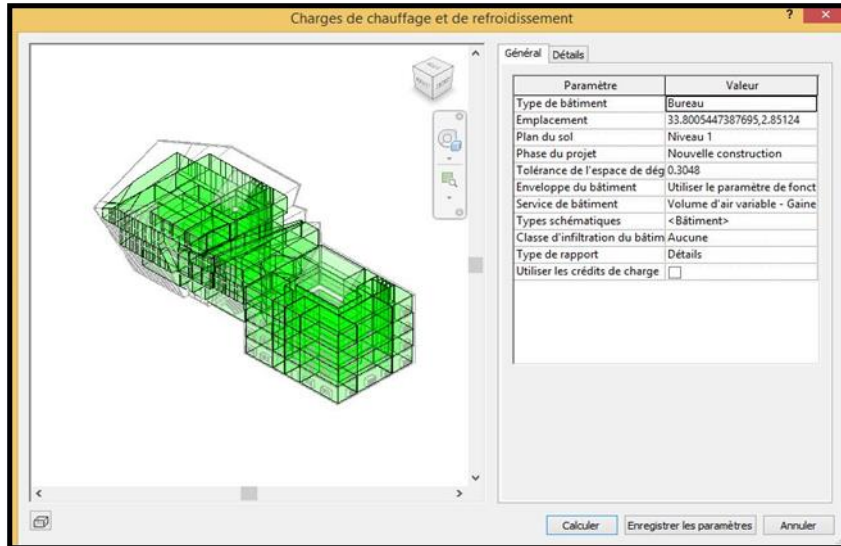 Charges de chauffage et de refroidissement
Général Détails
Paramètre Valeur
Type de bâtiment Bureau
Emplacement 33.8005447387695,2.85124
Plan du sol Niveau 1
Phase du projet Nouvelle construction
Tolérance de l'espace de dég 0.3048
Enveloppe du bâtiment Utiliser le paramètre de fonct
Service de bâtiment Volume d'air variable - Gaine
Types schématiques <Bâtiment>
Classe d'infiltration du bâtim Aucune
Type de rapport Détails
Utiliser les crédits de charge
Calculer Enregistrer les paramètres Annuler